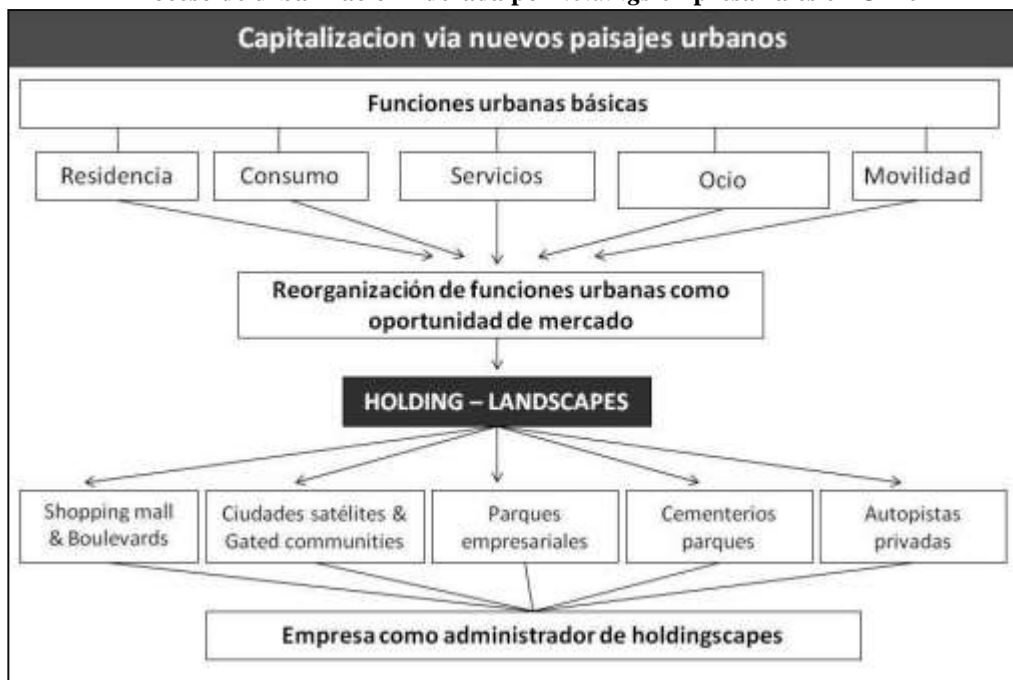 Capitalizacion via nuevos paisajes urbanos
Funciones urbanas básicas
Residencia
Consumo
Servicios
Ocio
Movilidad
Reorganización de funciones urbanas como
oportunidad de mercado
HOLDING – LANDSCAPES
Shopping mall
& Boulevards
Ciudades satélites &
Gated communities
Parques
empresariales
Cementerios
parques
Autopistas
privadas
Empresa como administrador de holdingscapes